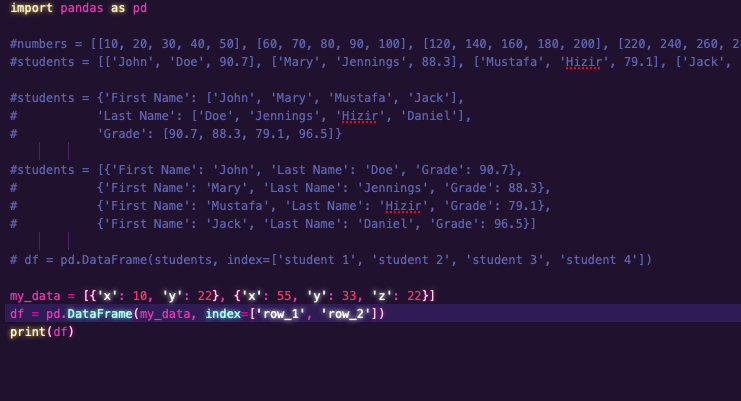 import pandas as pd
#numbers = [[10, 20, 30, 40, 50], [60, 70, 80, 90, 100], [120, 140, 160, 180, 200], [220, 240, 260,
#students = [['John', 'Doe', 90.7], ['Mary', 'Jennings', 88.3], ['Mustafa', 'Hizir', 79.1], ['Jack',
#students = {'First Name': ['John', 'Mary', 'Mustafa', 'Jack'],
# 'Last Name': ['Doe', 'Jennings', 'Hizir', 'Daniel'],
# 'Grade': [90.7, 88.3, 79.1, 96.5]}
#students = [{'First Name': 'John', 'Last Name': 'Doe', 'Grade': 90.7},
# {'First Name': 'Mary', 'Last Name': 'Jennings', 'Grade': 88.3},
# {'First Name': 'Mustafa', 'Last Name': 'Hizir', 'Grade': 79.1},
# {'First Name': 'Jack', 'Last Name': 'Daniel', 'Grade': 96.5}]
# df = pd.DataFrame(students, index=['student 1', 'student 2', 'student 3', 'student 4'])
my_data = [{'x': 10, 'y': 22}, {'x': 55, 'y': 33, 'z': 22}]
df = pd.DataFrame(my_data, index=['row_1', 'row_2'])
print(df)